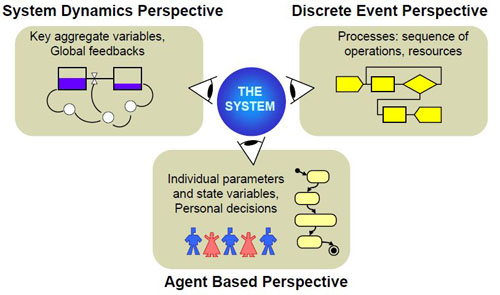 System Dynamics Perspective
Key aggregate variables,
Global feedbacks
Discrete Event Perspective
Processes: sequence of
operations, resources
THE
SYSTEM
Individual parameters
and state variables,
Personal decisions
Agent Based Perspective